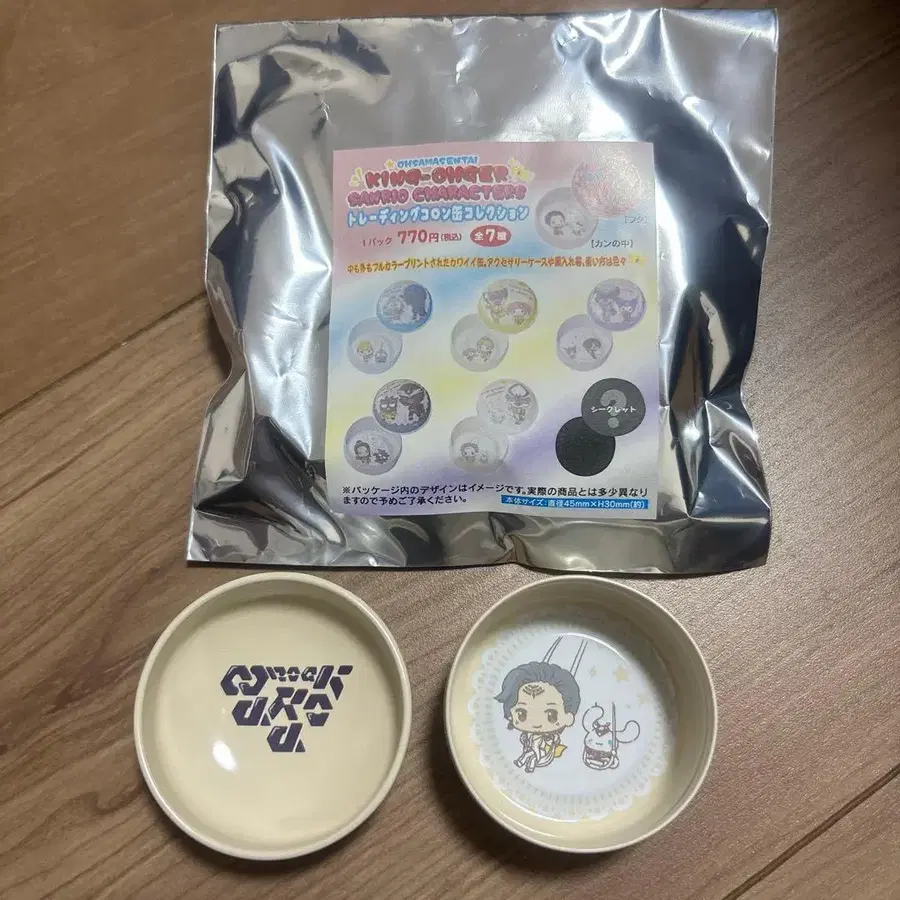 OHSAMASENTAI
KING-OHGER
SANRIO CHARACTERS
トレーディングコロン缶コレクション
1パック 770円(税込) 全7種
【フタ】
【カンの中】
中も外もフルカラープリントされたカワイイ缶。アクセサリーケースや薬入れ等、使い方は色々
?
シークレット
※パッケージ内のデザインはイメージです。実際の商品とは多少異なり
ますので予めご了承ください。
本体サイズ:直径45mm×H30mm(約)